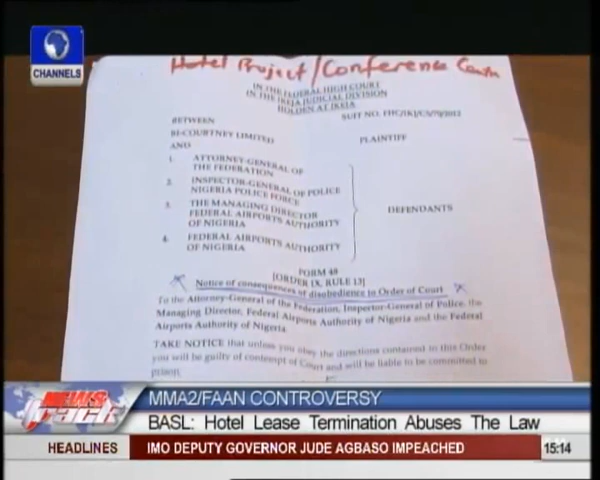 CHANNELS
Hotel Project/Conference Centre
IN THE FEDERAL HIGH COURT
IN THE IKEJA JUDICIAL DIVISION
HOLDEN AT IKEJA
SUIT NO. FHC/IKJ/CS/
BETWEEN
BI-COURTNEY LIMITED
PLAINTIFF
AND
1. ATTORNEY-GENERAL OF
THE FEDERATION
2. INSPECTOR-GENERAL OF POLICE
NIGERIA POLICE FORCE
3. THE MANAGING DIRECTOR
FEDERAL AIRPORTS AUTHORITY
OF NIGERIA
DEFENDANTS
4. FEDERAL AIRPORTS AUTHORITY
OF NIGERIA
FORM 48
[ORDER IX, RULE 13]
Notice of consequences of disobedience to Order of Court
To the Attorney-General of the Federation, Inspector-General of Police, the
Managing Director, Federal Airports Authority of Nigeria and the Federal
Airports Authority of Nigeria.
TAKE NOTICE that unless you obey the directions contained in this Order
you will be guilty of contempt of Court and will be liable to be committed to
prison.
NEWS track
MMA2/FAAN CONTROVERSY
BASL: Hotel Lease Termination Abuses The Law
HEADLINES
IMO DEPUTY GOVERNOR JUDE AGBASO IMPEACHED
15:14